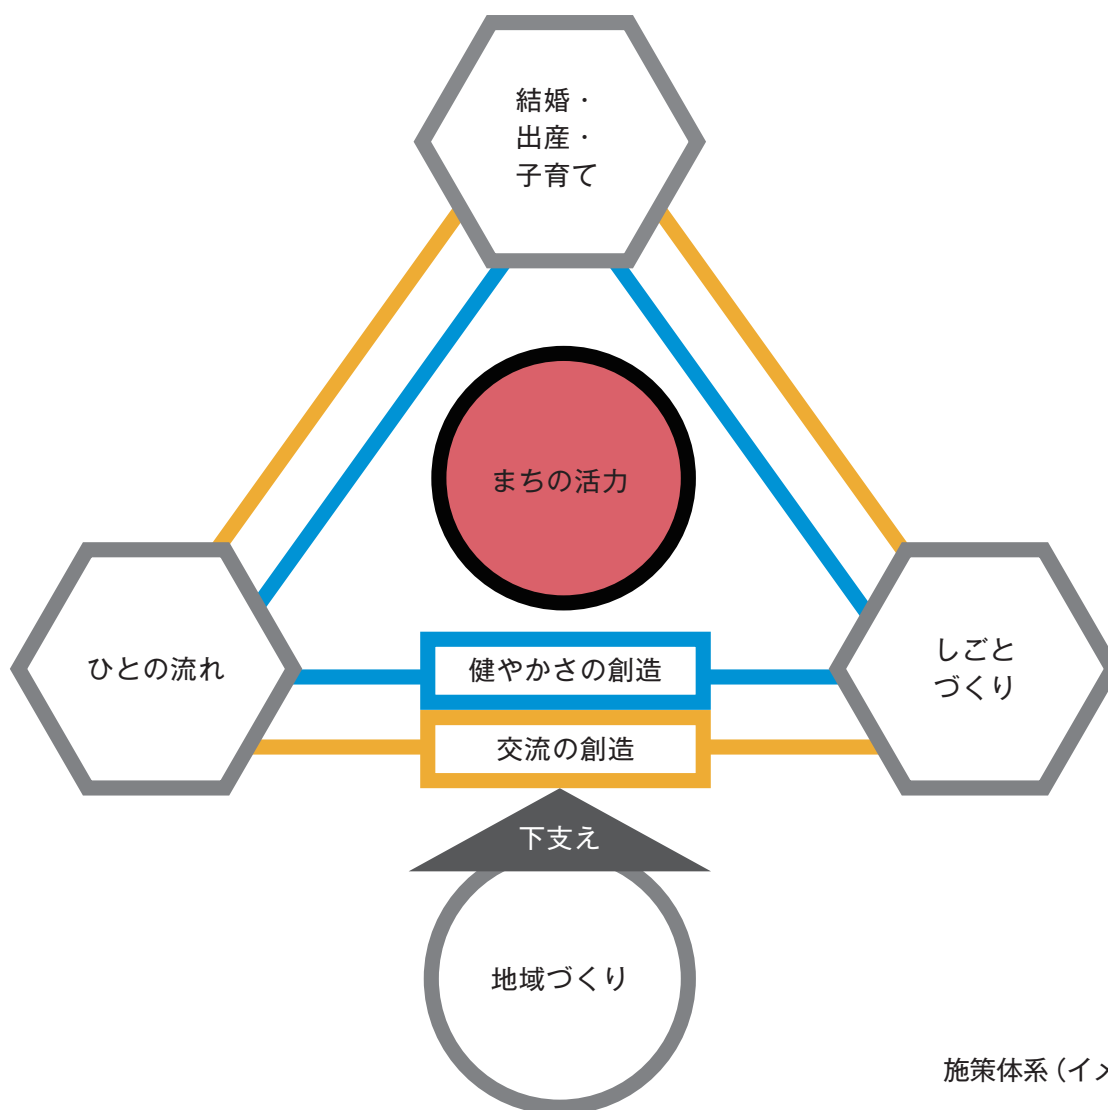 結婚・
出産・
子育て
まちの活力
ひとの流れ
健やかさの創造
しごと
づくり
交流の創造
下支え
地域づくり
施策体系(イメ